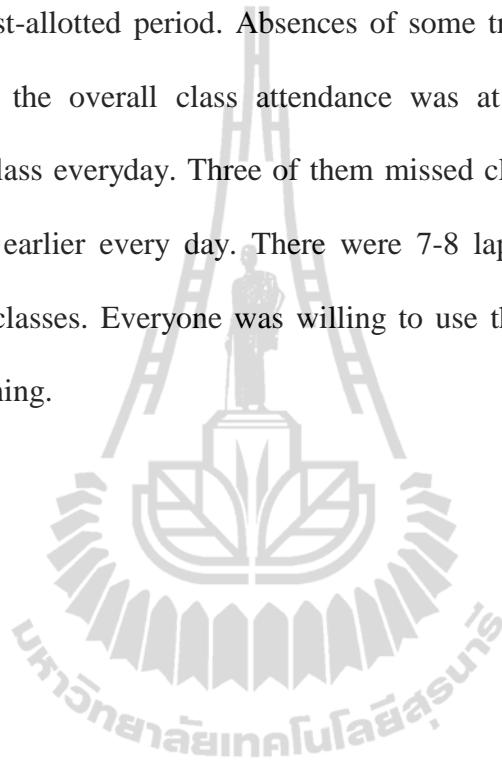 st-allotted period. Absences of some tr
the overall class attendance was at
lass everyday. Three of them missed cl
earlier every day. There were 7-8 lap
classes. Everyone was willing to use th
ning.
มหาวิทยาลัยเทคโนโลยีสุรนารี